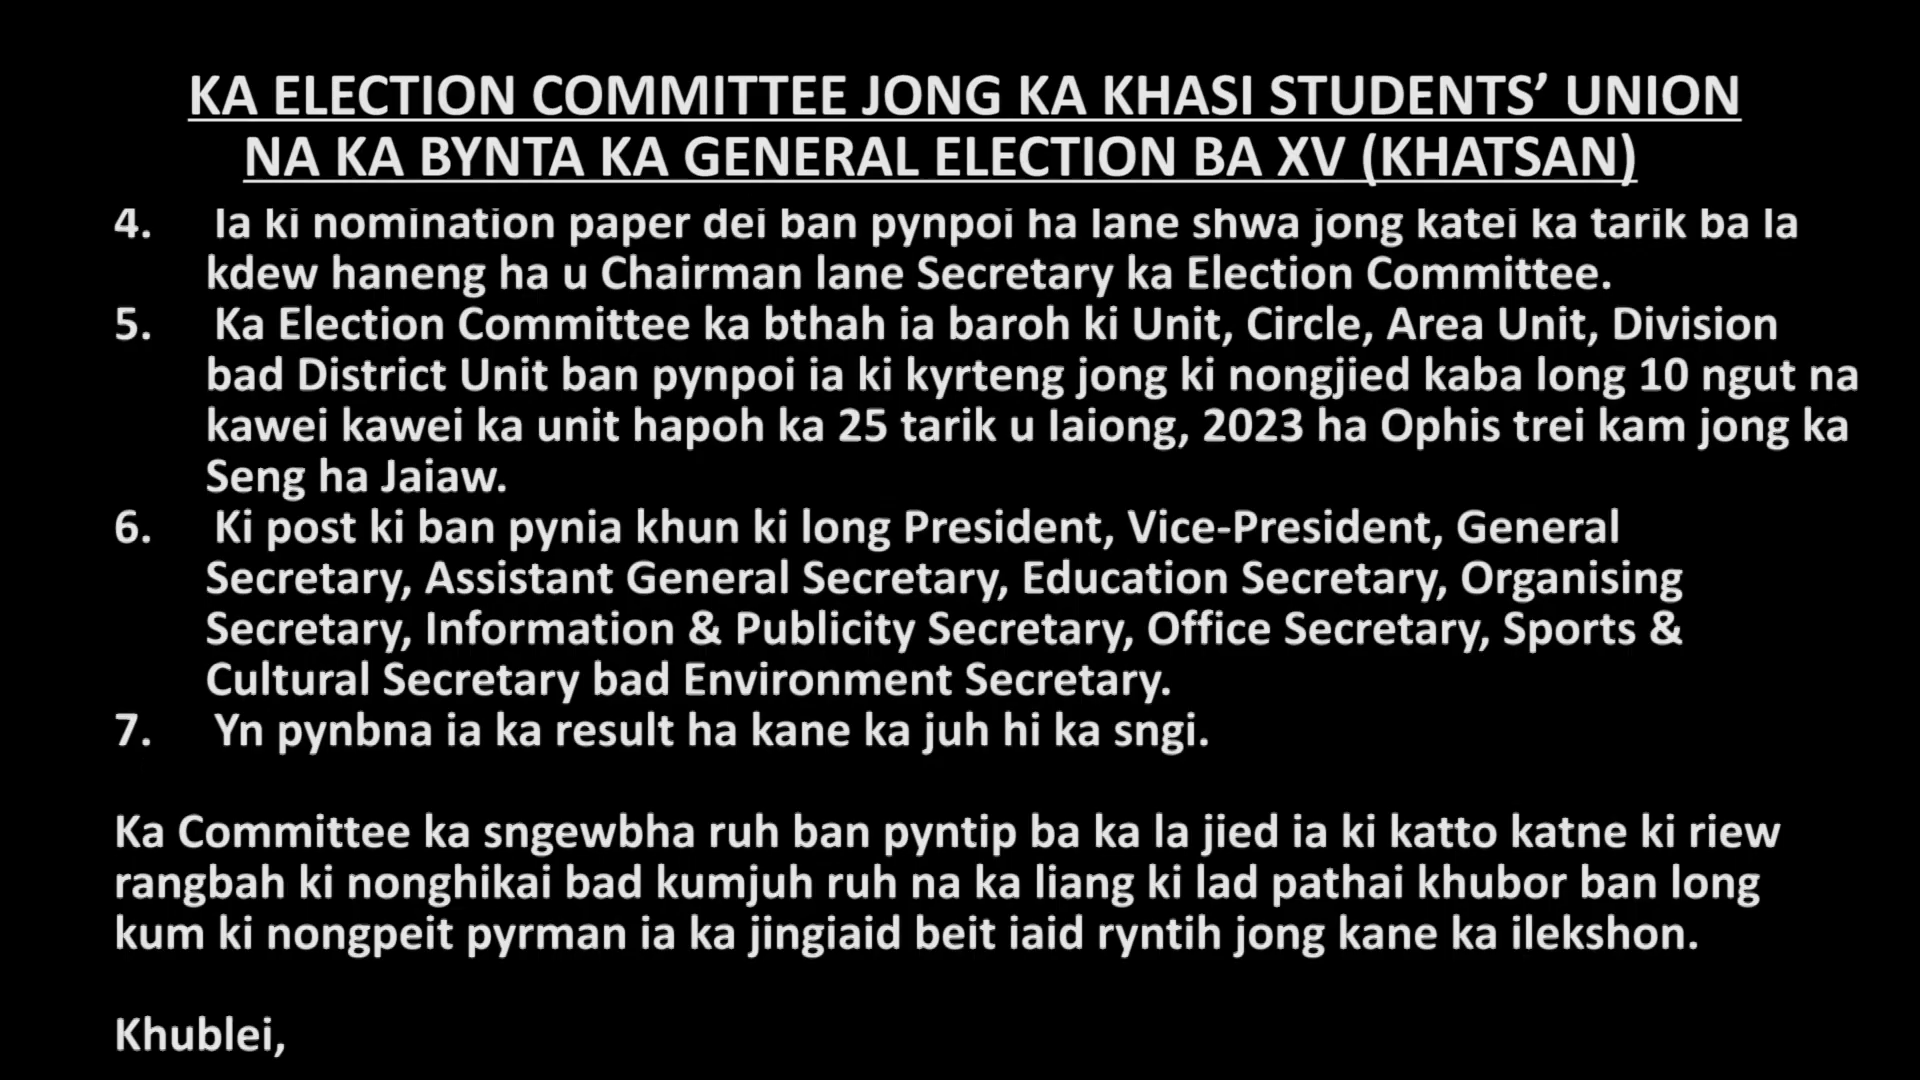 KA ELECTION COMMITTEE JONG KA KHASI STUDENTS’ UNION
NA KA BYNTA KA GENERAL ELECTION BA XV (KHATSAN)
4. Ia ki nomination paper dei ban pynpoi ha lane shwa jong katei ka tarik ba la
kdew haneng ha u Chairman lane Secretary ka Election Committee.
5. Ka Election Committee ka bthah ia baroh ki Unit, Circle, Area Unit, Division
bad District Unit ban pynpoi ia ki kyrteng jong ki nongjied kaba long 10 ngut na
kawei kawei ka unit hapoh ka 25 tarik u Iaiong, 2023 ha Ophis trei kam jong ka
Seng ha Jaiaw.
6. Ki post ki ban pynia khun ki long President, Vice-President, General
Secretary, Assistant General Secretary, Education Secretary, Organising
Secretary, Information & Publicity Secretary, Office Secretary, Sports &
Cultural Secretary bad Environment Secretary.
7. Yn pynbna ia ka result ha kane ka juh hi ka sngi.
Ka Committee ka sngewbha ruh ban pyntip ba ka la jied ia ki katto katne ki riew
rangbah ki nonghikai bad kumjuh ruh na ka liang ki lad pathai khubor ban long
kum ki nongpeit pyrman ia ka jingiaid beit iaid ryntih jong kane ka ilekshon.
Khublei,